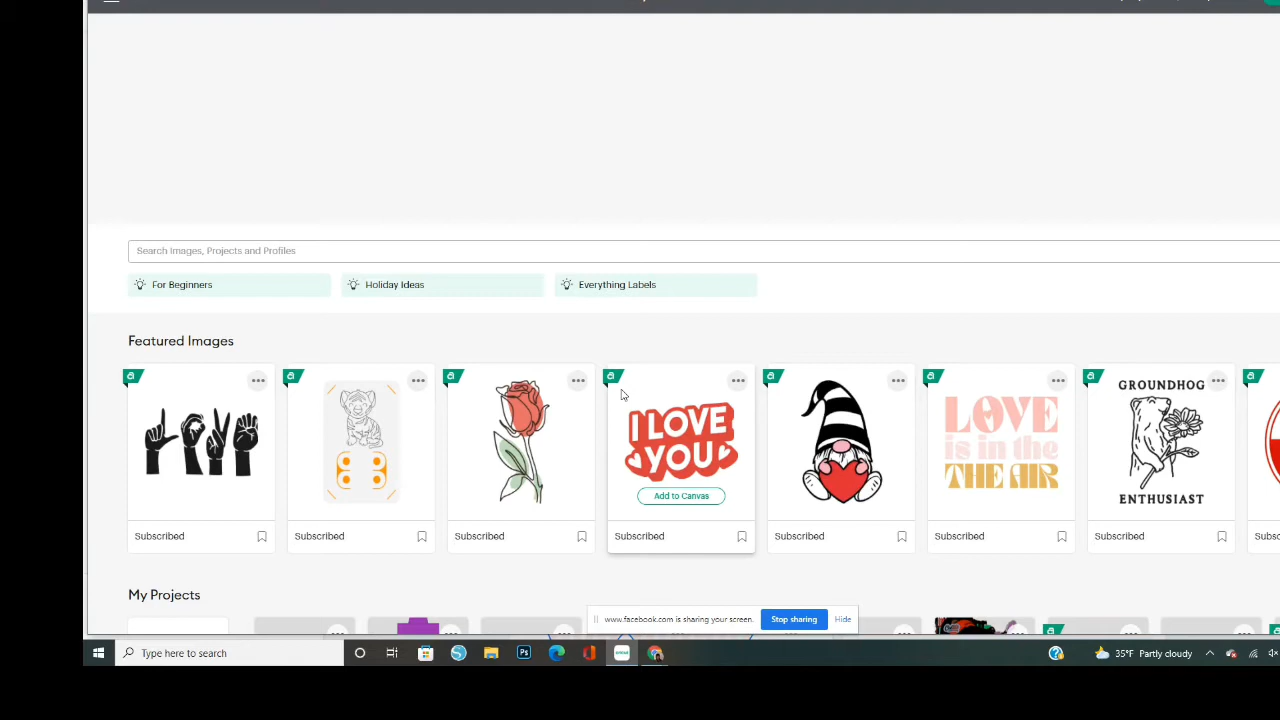 Search Images, Projects and Profiles
For Beginners
Holiday Ideas
Everything Labels
Featured Images
I LOVE
YOU
Add to Canvas
LOVE
is in the
THE AIR
GROUNDHOG
ENTHUSIAST
Subscribed
Subscribed
Subscribed
Subscribed
Subscribed
Subscribed
Subscribed
Subsc
My Projects
www.facebook.com is sharing your screen.
Stop sharing
Hide
Type here to search
Ps
35°F Partly cloudy